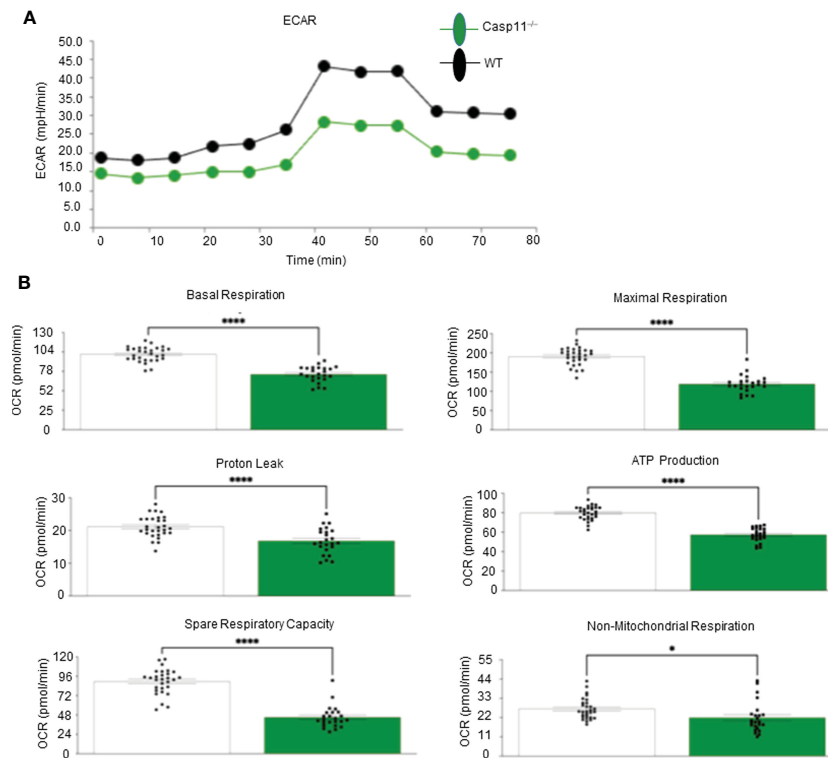 A
ECAR
Casp11-/-
WT
ECAR (mpH/min)
50.0
45.0
40.0
35.0
30.0
25.0
20.0
15.0
10.0
5.0
0.0
0 10 20 30 40 50 60 70 80
Time (min)
B
Basal Respiration
OCR (pmol/min)
130
104
78
52
25
0
****
Maximal Respiration
OCR (pmol/min)
250
200
150
100
50
0
****
Proton Leak
OCR (pmol/min)
30
20
10
0
****
ATP Production
OCR (pmol/min)
100
80
60
40
20
0
****
Spare Respiratory Capacity
OCR (pmol/min)
120
96
72
48
24
0
****
Non-Mitochondrial Respiration
OCR (pmol/min)
55
44
33
22
11
0
*